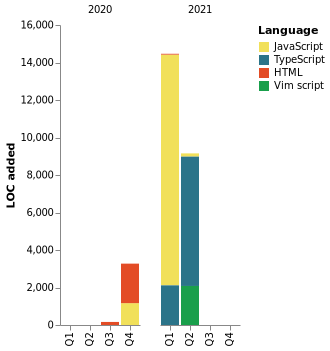 2020
2021
LOC added
16,000
14,000
12,000
10,000
8,000
6,000
4,000
2,000
0
Q1
Q2
Q3
Q4
Q1
Q2
Q3
Q4
Language
JavaScript
TypeScript
HTML
Vim script